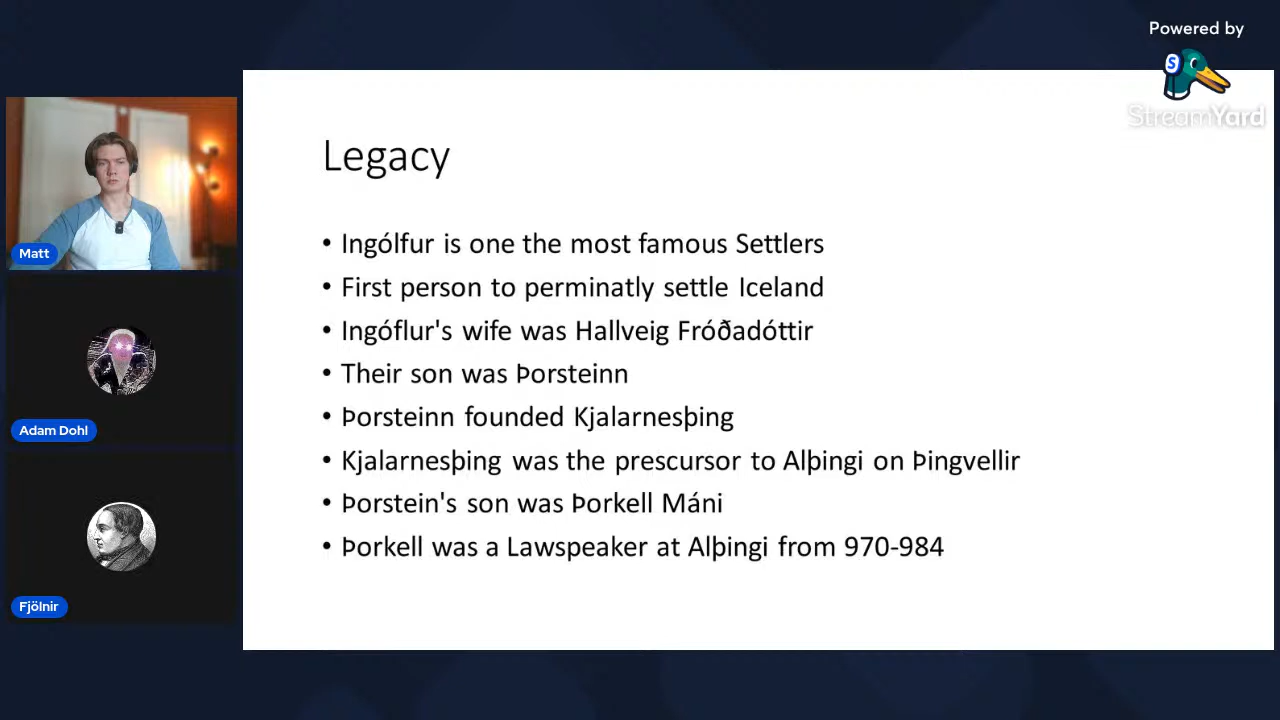 Powered by
StreamYard
Matt
Adam Dohl
Fjölnir
Legacy
• Ingólfur is one the most famous Settlers
• First person to perminatly settle Iceland
• Ingóflur's wife was Hallveig Fróðadóttir
• Their son was Þorsteinn
• Þorsteinn founded Kjalarnesþing
• Kjalarnesþing was the prescursor to Alþingi on Þingvellir
• Þorstein's son was Þorkell Máni
• Þorkell was a Lawspeaker at Alþingi from 970-984